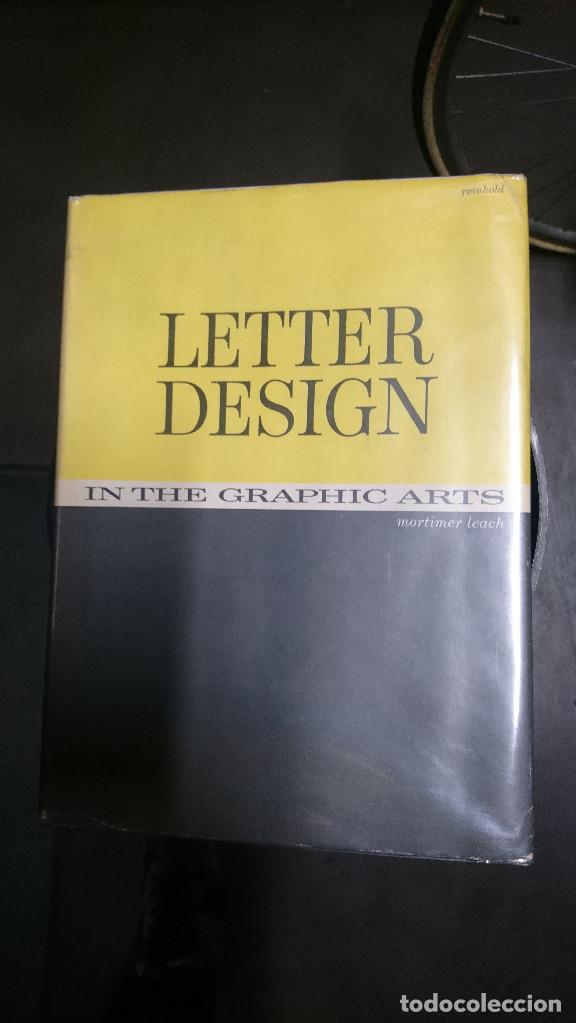 reinhold
LETTER
DESIGN
IN THE GRAPHIC ARTS
mortimer leach
todocoleccion